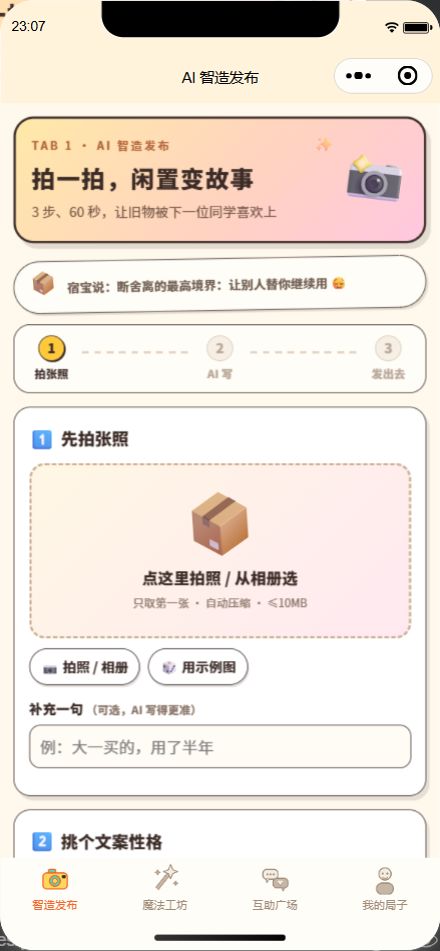 23:07
AI 智造发布
TAB 1 · AI 智造发布
拍一拍，闲置变故事
3 步、60 秒，让旧物被下一位同学喜欢上
宿宝说：断舍离的最高境界：让别人替你继续用
1
2
3
拍张照
AI 写
发出去
1 先拍张照
点这里拍照 / 从相册选
只取第一张 · 自动压缩 · ≤10MB
拍照 / 相册
用示例图
补充一句（可选，AI 写得更准）
例：大一买的，用了半年
2 挑个文案性格
智造发布
魔法工坊
互助广场
我的局子